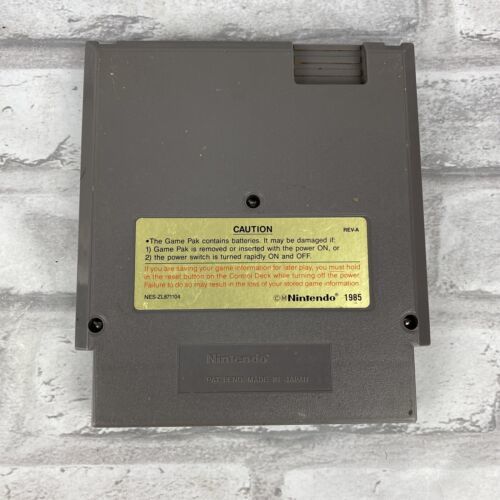 CAUTION REV-A
•The Game Pak contains batteries. It may be damaged if:
1) Game Pak is removed or inserted with the power ON, or
2) the power switch is turned rapidly ON and OFF.
If you are saving your game information for later play, you must hold
in the reset button on the Control Deck while turning off the power.
Failure to do so may result in the loss of your stored game information.
NES-ZL871104 ©M Nintendo® 1985
Nintendo®
PAT. PEND. MADE IN JAPAN